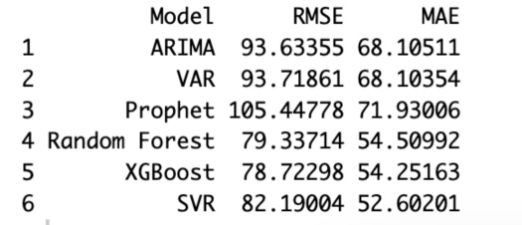 Model RMSE MAE
1 ARIMA 93.63355 68.10511
2 VAR 93.71861 68.10354
3 Prophet 105.44778 71.93006
4 Random Forest 79.33714 54.50992
5 XGBoost 78.72298 54.25163
6 SVR 82.19004 52.60201